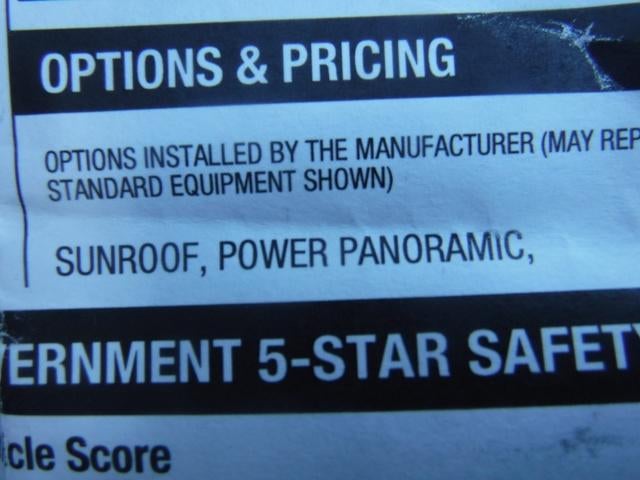 OPTIONS & PRICING
OPTIONS INSTALLED BY THE MANUFACTURER (MAY REP
STANDARD EQUIPMENT SHOWN)
SUNROOF, POWER PANORAMIC,
ERNMENT 5-STAR SAFETY
cle Score